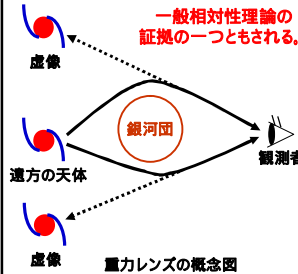 一般相対性理論の
証拠の一つともされる。
虚像
銀河団
観測者
遠方の天体
虚像
重力レンズの概念図